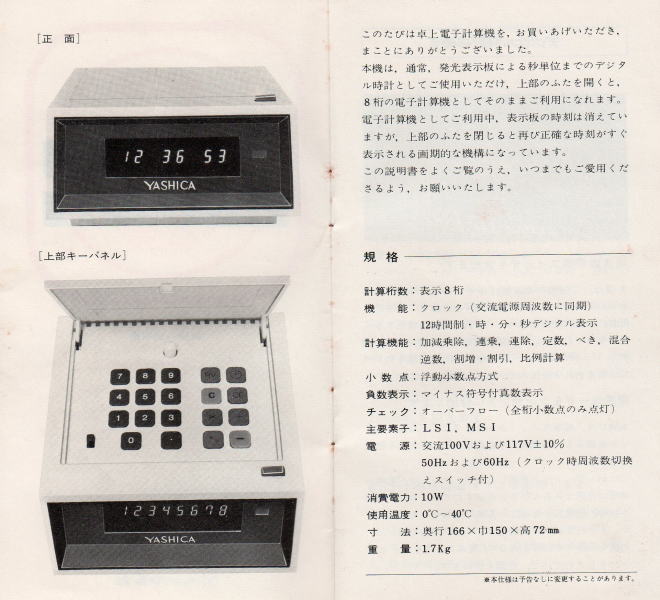 [正 面]
12 36 53
YASHICA
[上部キーパネル]
7 8 9
4 5 6 C
1 2 3
0 ・ −
12345678
YASHICA
このたびは卓上電子計算機を，お買いあげいただき，
まことにありがとうございました。
本機は，通常，発光表示板による秒単位までのデジタ
ル時計としてご使用いただけ，上部のふたを開くと，
8桁の電子計算機としてそのままご利用になれます。
電子計算機としてご使用中，表示板の時刻は消えてい
ますが，上部のふたを閉じると再び正確な時刻がすぐ
表示される画期的な機構になっています。
この説明書をよくご覧のうえ，いつまでもご愛用くだ
さるよう，お願いいたします。
規 格
計算桁数：表示8桁
機 能：クロック（交流電源周波数に同期）
12時間制・時・分・秒デジタル表示
計算機能：加減乗除，連乗，連除，定数，べき，混合
逆数，割増・割引，比例計算
小 数 点：浮動小数点方式
負数表示：マイナス符号付真数表示
チェック：オーバーフロー（全桁小数点のみ点灯）
主要素子：LSI，MSI
電 源：交流100Vおよび117V±10%
50Hzおよび60Hz（クロック時周波数切換
えスイッチ付）
消費電力：10W
使用温度：0℃〜40℃
寸 法：奥行166×巾150×高72mm
重 量：1.7Kg
※本仕様は予告なしに変更することがあります。